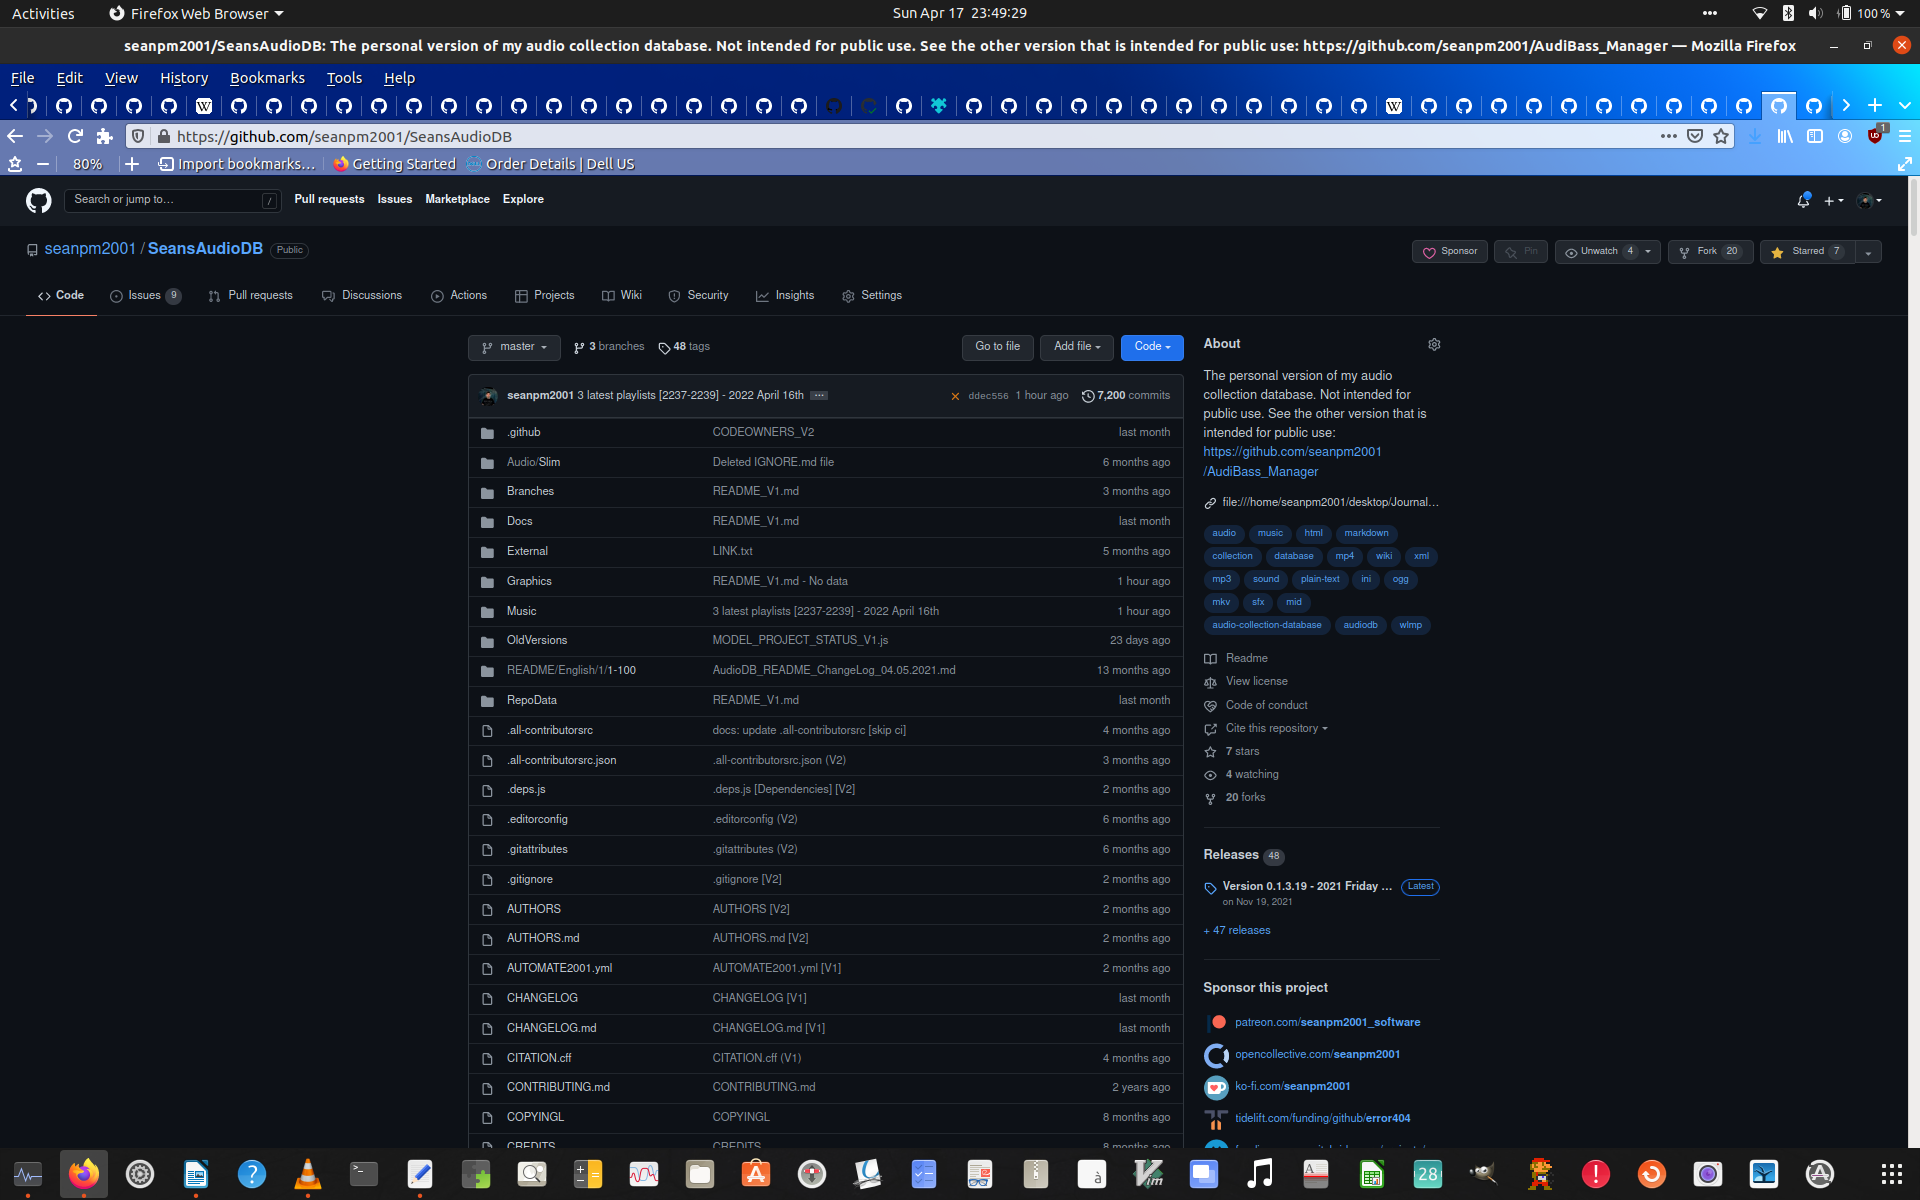 Activities
Firefox Web Browser
Sun Apr 17 23:49:29
100 %
seanpm2001/SeansAudioDB: The personal version of my audio collection database. Not intended for public use. See the other version that is intended for public use: https://github.com/seanpm2001/AudiBass_Manager — Mozilla Firefox
File Edit View History Bookmarks Tools Help
https://github.com/seanpm2001/SeansAudioDB
1
80%
Import bookmarks...
Getting Started
Order Details | Dell US
Search or jump to...
/
Pull requests Issues Marketplace Explore
seanpm2001 / SeansAudioDB Public
Sponsor
Pin
Unwatch 4
Fork 20
Starred 7
Code
Issues 9
Pull requests
Discussions
Actions
Projects
Wiki
Security
Insights
Settings
master
3 branches
48 tags
Go to file
Add file
Code
seanpm2001 3 latest playlists [2237-2239] - 2022 April 16th ...
ddec556 1 hour ago 7,200 commits
.github CODEOWNERS_V2 last month
Audio/Slim Deleted IGNORE.md file 6 months ago
Branches README_V1.md 3 months ago
Docs README_V1.md last month
External LINK.txt 5 months ago
Graphics README_V1.md - No data 1 hour ago
Music 3 latest playlists [2237-2239] - 2022 April 16th 1 hour ago
OldVersions MODEL_PROJECT_STATUS_V1.js 23 days ago
README/English/1/1-100 AudioDB_README_ChangeLog_04.05.2021.md 13 months ago
RepoData README_V1.md last month
.all-contributorsrc docs: update .all-contributorsrc [skip ci] 4 months ago
.all-contributorsrc.json .all-contributorsrc.json (V2) 3 months ago
.deps.js .deps.js [Dependencies] [V2] 2 months ago
.editorconfig .editorconfig (V2) 6 months ago
.gitattributes .gitattributes (V2) 6 months ago
.gitignore .gitignore [V2] 2 months ago
AUTHORS AUTHORS [V2] 2 months ago
AUTHORS.md AUTHORS.md [V2] 2 months ago
AUTOMATE2001.yml AUTOMATE2001.yml [V1] 2 months ago
CHANGELOG CHANGELOG [V1] last month
CHANGELOG.md CHANGELOG.md [V1] last month
CITATION.cff CITATION.cff (V1) 4 months ago
CONTRIBUTING.md CONTRIBUTING.md 2 years ago
COPYINGL COPYINGL 8 months ago
CREDITS CREDITS 8 months ago
About
The personal version of my audio
collection database. Not intended for
public use. See the other version that is
intended for public use:
https://github.com/seanpm2001
/AudiBass_Manager
file:///home/seanpm2001/desktop/Journal...
audio music html markdown
collection database mp4 wiki xml
mp3 sound plain-text ini ogg
mkv sfx mid
audio-collection-database audiodb wlmp
Readme
View license
Code of conduct
Cite this repository
7 stars
4 watching
20 forks
Releases 48
Version 0.1.3.19 - 2021 Friday ... Latest
on Nov 19, 2021
+ 47 releases
Sponsor this project
patreon.com/seanpm2001_software
opencollective.com/seanpm2001
ko-fi.com/seanpm2001
tidelift.com/funding/github/error404
28